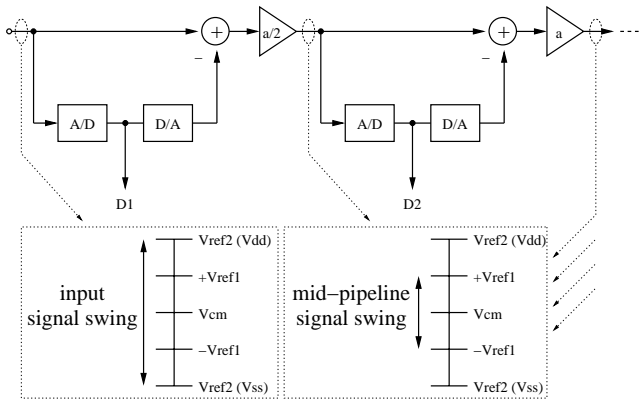 + a/2 + a
− −
A/D D/A A/D D/A
D1 D2
Vref2 (Vdd)
+Vref1
input
signal swing
Vcm
−Vref1
Vref2 (Vss)
Vref2 (Vdd)
+Vref1
mid−pipeline
signal swing
Vcm
−Vref1
Vref2 (Vss)